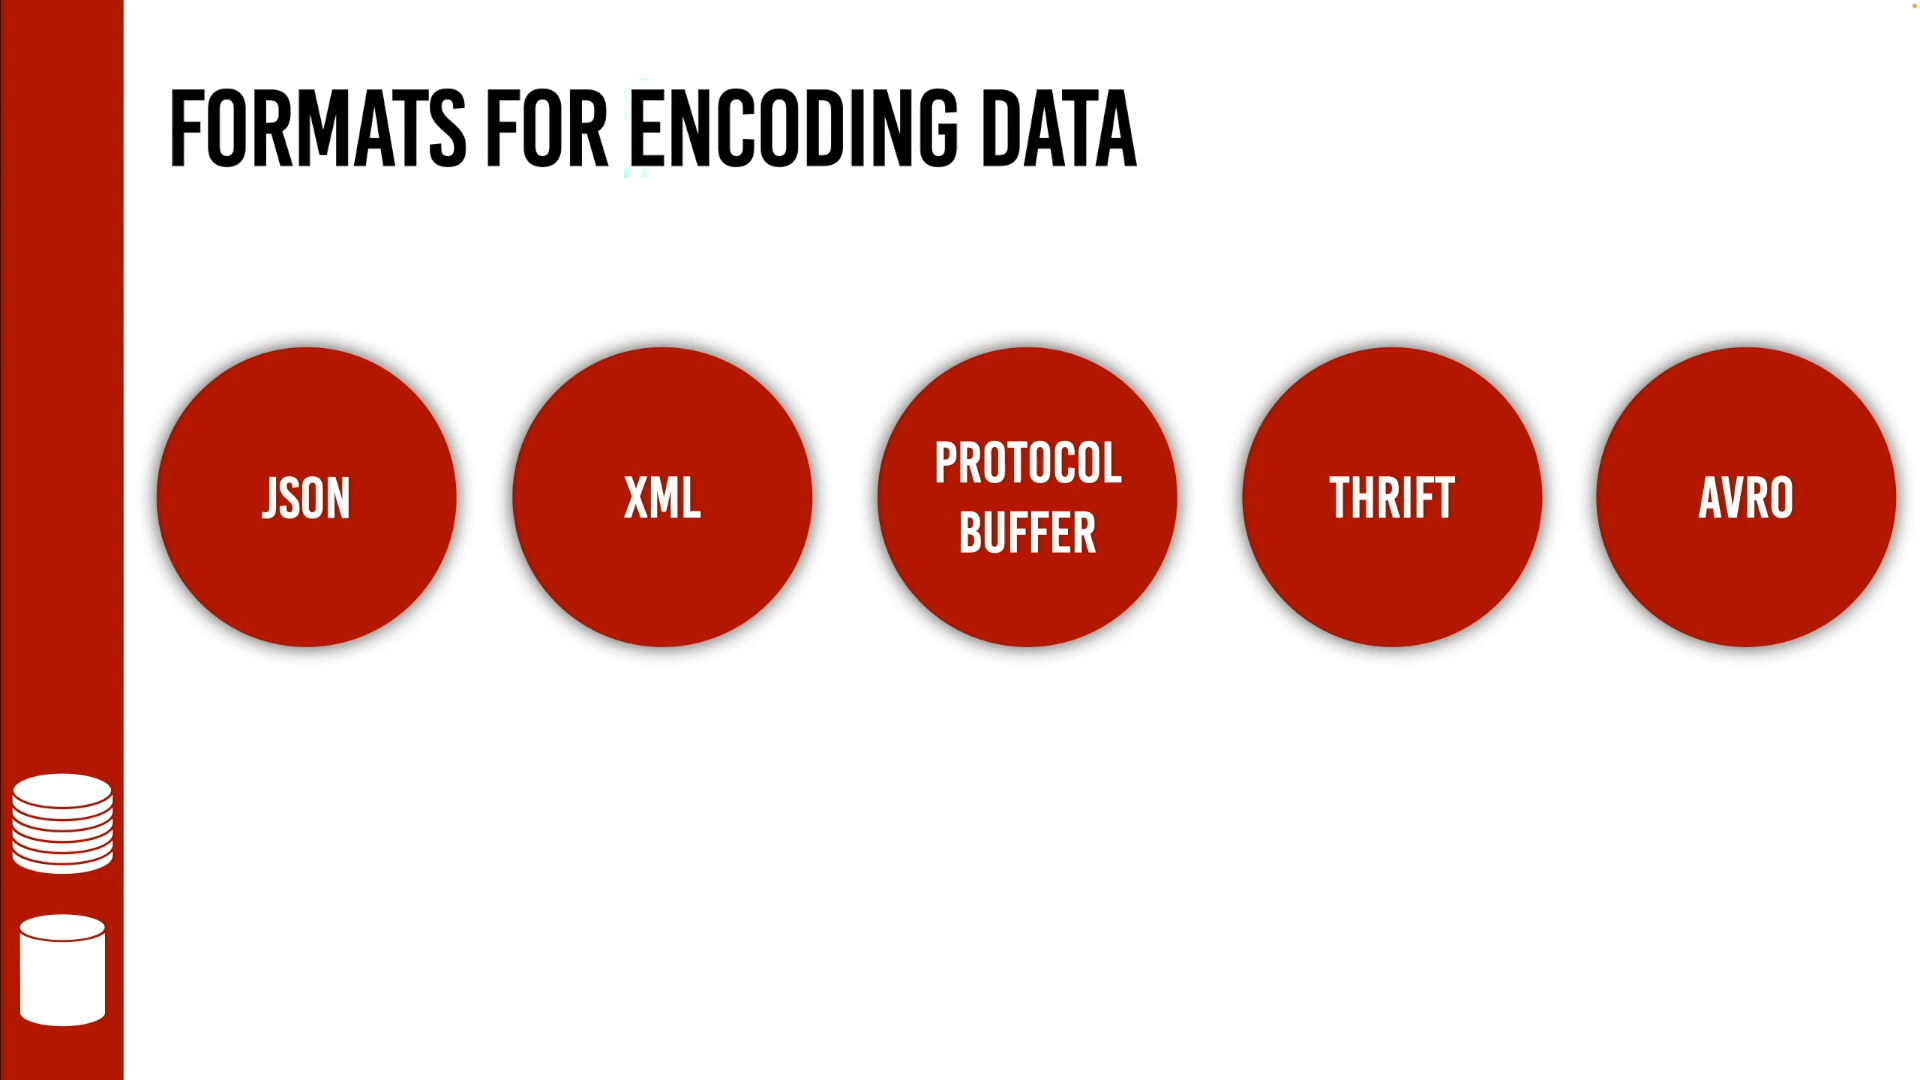 FORMATS FOR ENCODING DATA
JSON
XML
PROTOCOL
BUFFER
THRIFT
AVRO